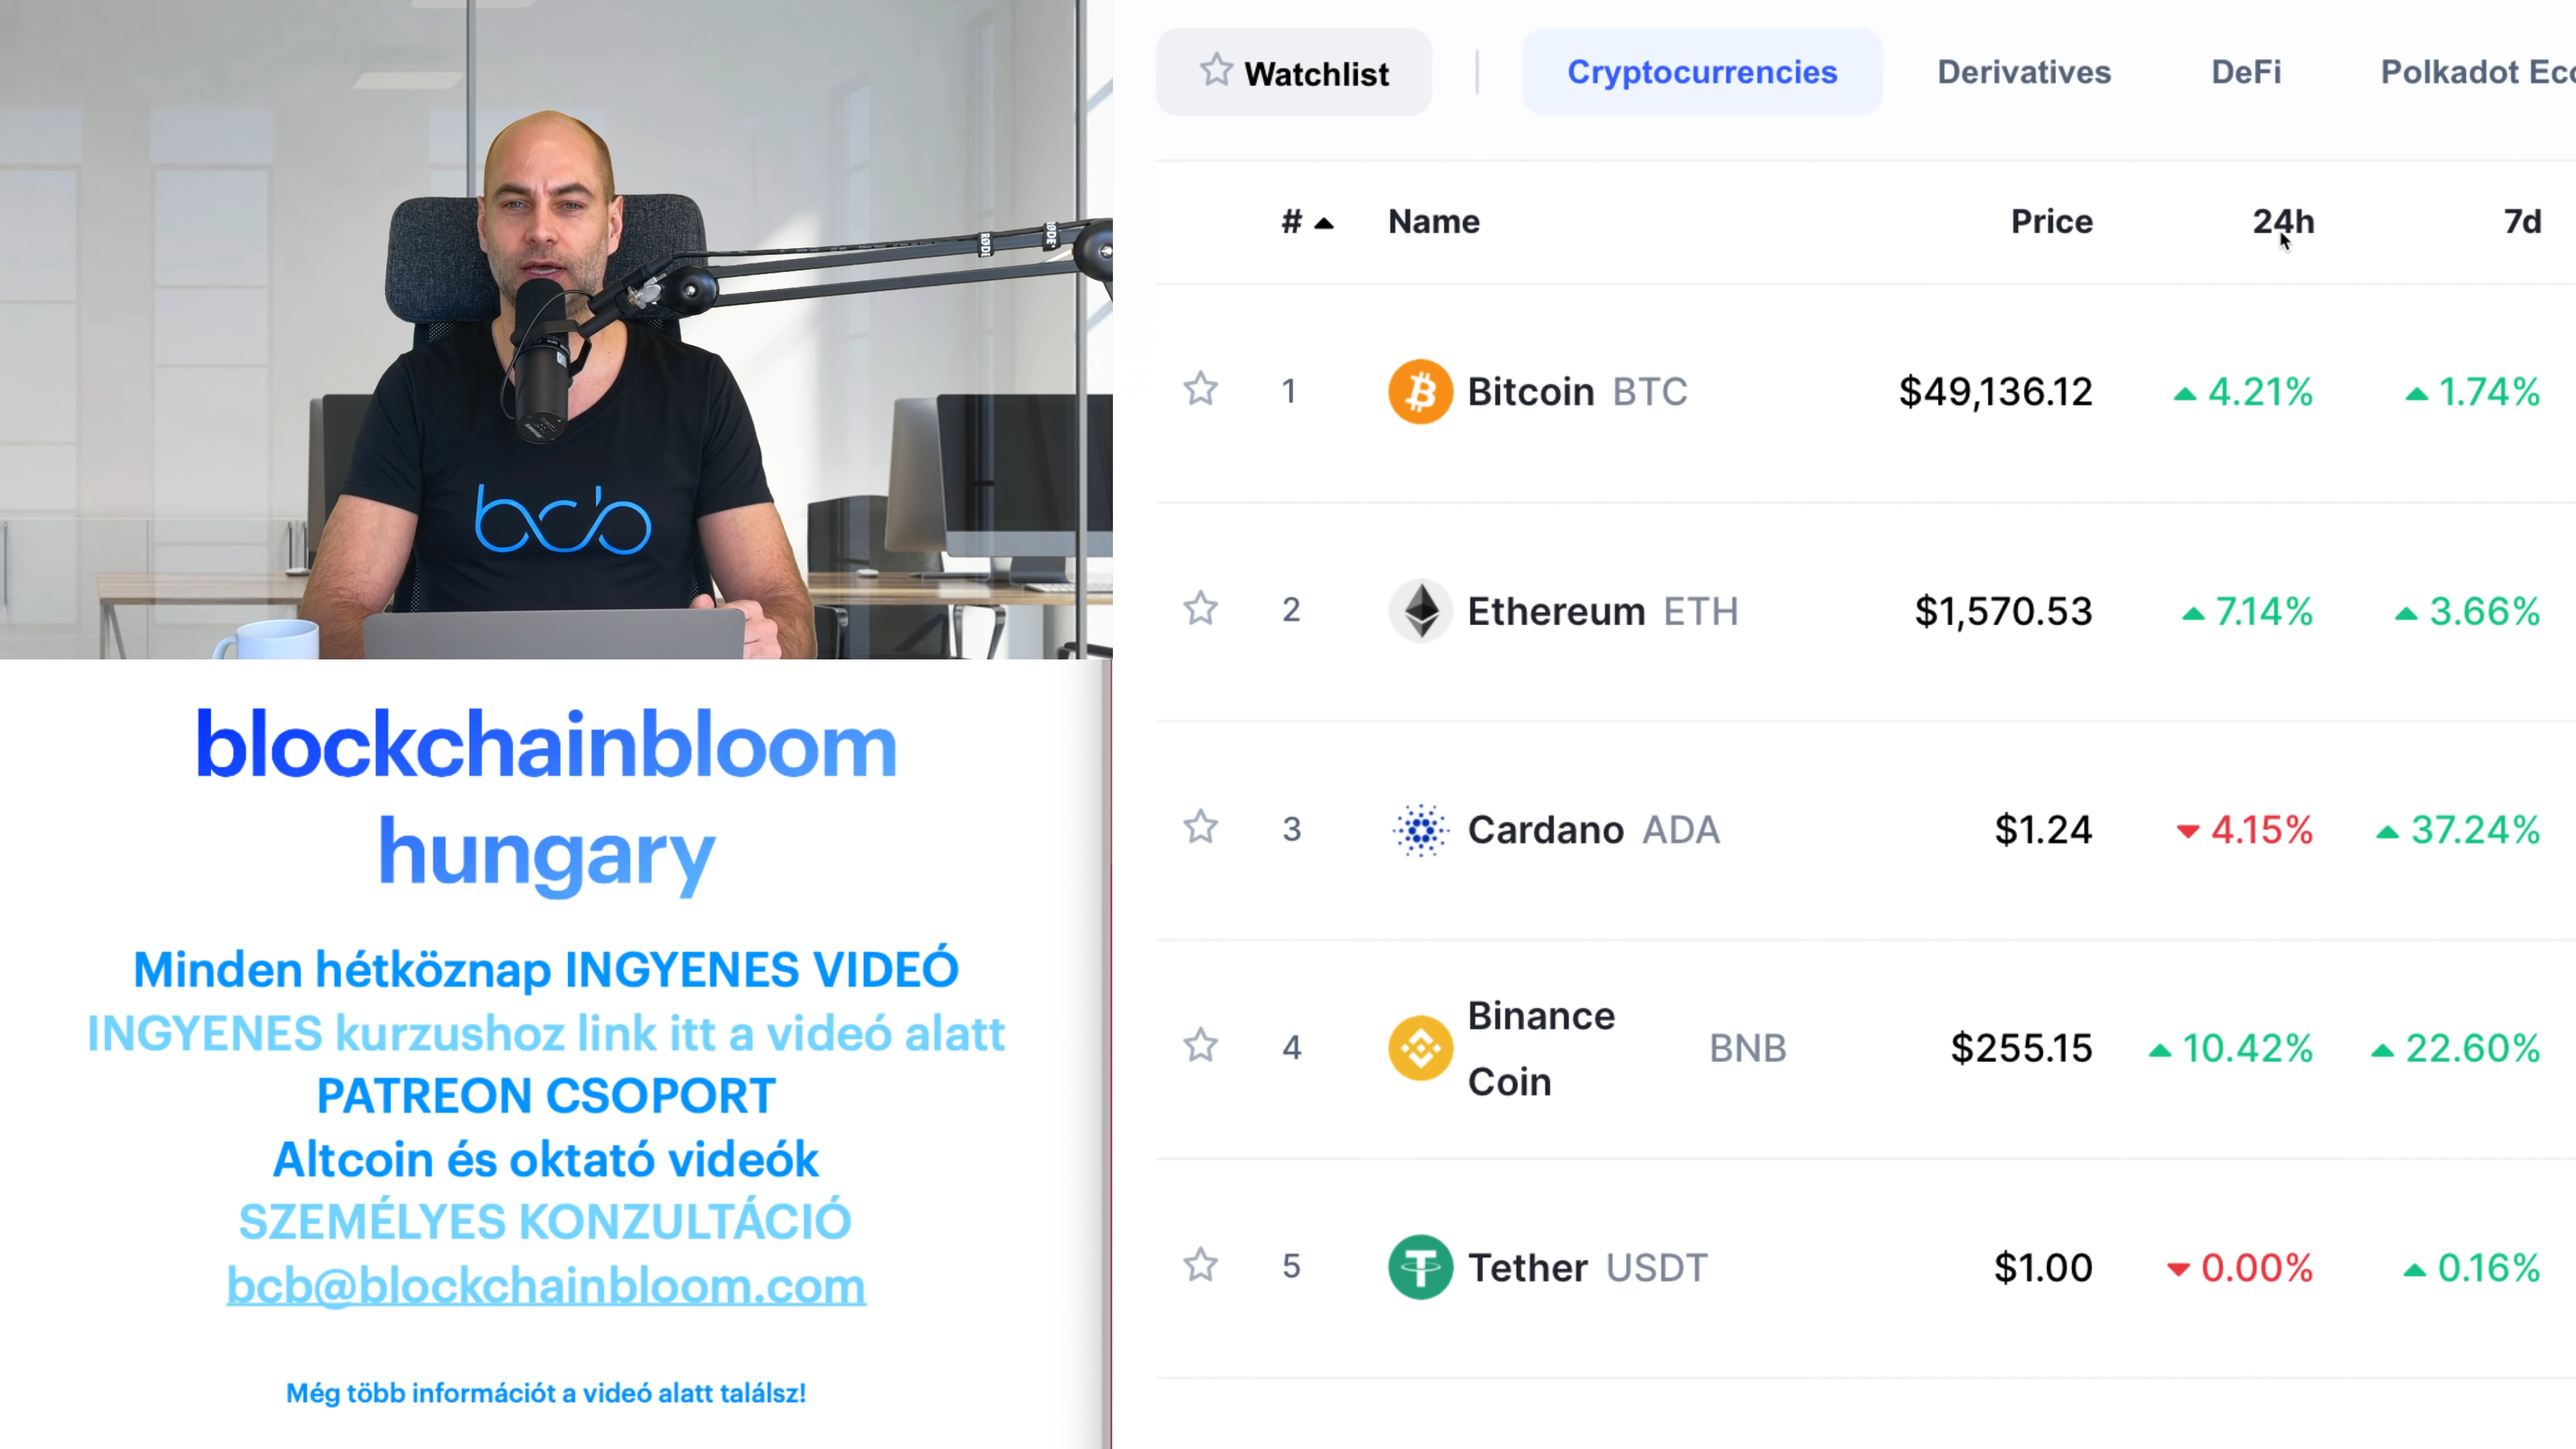 RØDE
RØDE
bcb
blockchainbloom
hungary
Minden hétköznap INGYENES VIDEÓ
INGYENES kurzushoz link itt a videó alatt
PATREON CSOPORT
Altcoin és oktató videók
SZEMÉLYES KONZULTÁCIÓ
bcb@blockchainbloom.com
Még több információt a videó alatt találsz!
Watchlist Cryptocurrencies Derivatives DeFi Polkadot Eco
# Name Price 24h 7d
1 Bitcoin BTC $49,136.12 4.21% 1.74%
2 Ethereum ETH $1,570.53 7.14% 3.66%
3 Cardano ADA $1.24 4.15% 37.24%
4 Binance
Coin BNB $255.15 10.42% 22.60%
5 Tether USDT $1.00 0.00% 0.16%